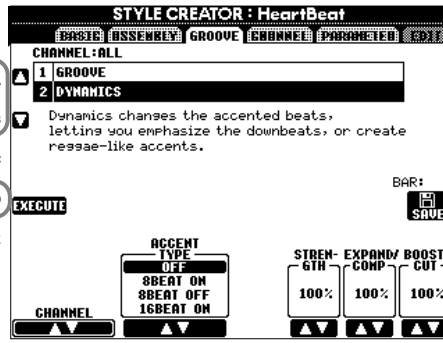 STYLE CREATOR : HeartBeat
BASIC ASSEMBLY GROOVE CHANNEL PARAMETER EDIT
CHANNEL:ALL
1 GROOVE
2 DYNAMICS
Dynamics changes the accented beats,
letting you emphasize the downbeats, or create
reggae-like accents.
BAR:
EXECUTE
SAVE
ACCENT
TYPE
OFF
8BEAT ON
8BEAT OFF
16BEAT ON
STREN-
GTH
100%
EXPAND/
COMP
100%
BOOST
CUT
100%
CHANNEL